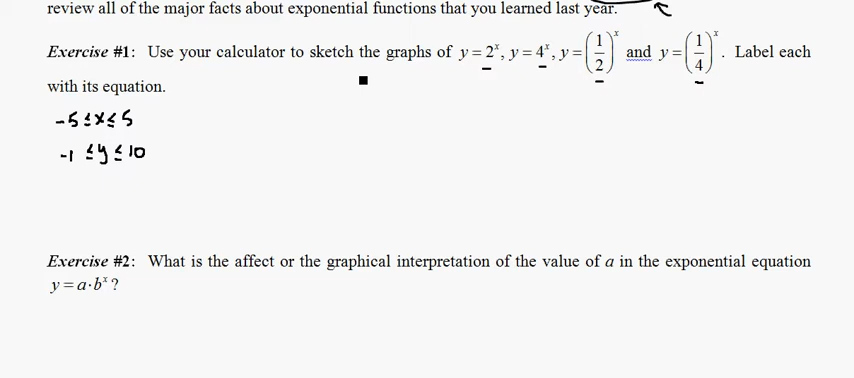 review all of the major facts about exponential functions that you learned last year.
Exercise #1: Use your calculator to sketch the graphs of y = 2^x, y = 4^x, y = (1/2)^x and y = (1/4)^x. Label each
with its equation.
-5 ≤ x ≤ 5
-1 ≤ y ≤ 10
Exercise #2: What is the affect or the graphical interpretation of the value of a in the exponential equation
y = a·b^x?